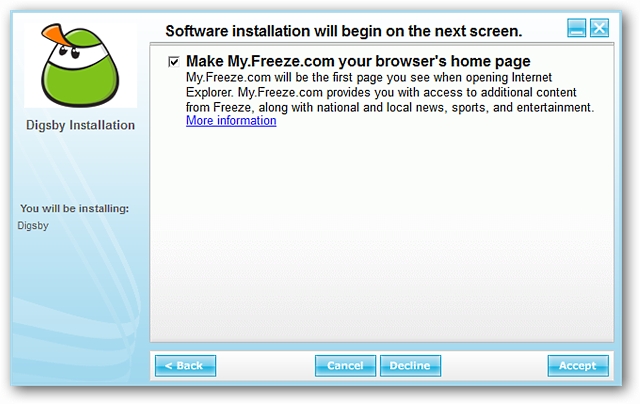 Software installation will begin on the next screen.
Digsby Installation
You will be installing:
Digsby
Make My.Freeze.com your browser's home page
My.Freeze.com will be the first page you see when opening Internet
Explorer. My.Freeze.com provides you with access to additional content
from Freeze, along with national and local news, sports, and entertainment.
More information
< Back
Cancel
Decline
Accept